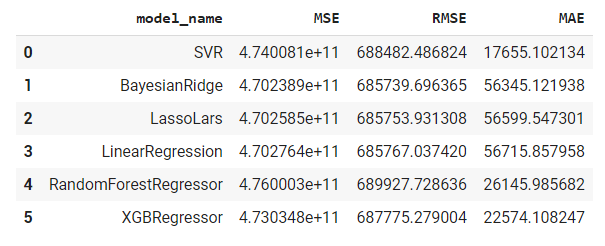 model_name MSE RMSE MAE
0 SVR 4.740081e+11 688482.486824 17655.102134
1 BayesianRidge 4.702389e+11 685739.696365 56345.121938
2 LassoLars 4.702585e+11 685753.931308 56599.547301
3 LinearRegression 4.702764e+11 685767.037420 56715.857958
4 RandomForestRegressor 4.760003e+11 689927.728636 26145.985682
5 XGBRegressor 4.730348e+11 687775.279004 22574.108247